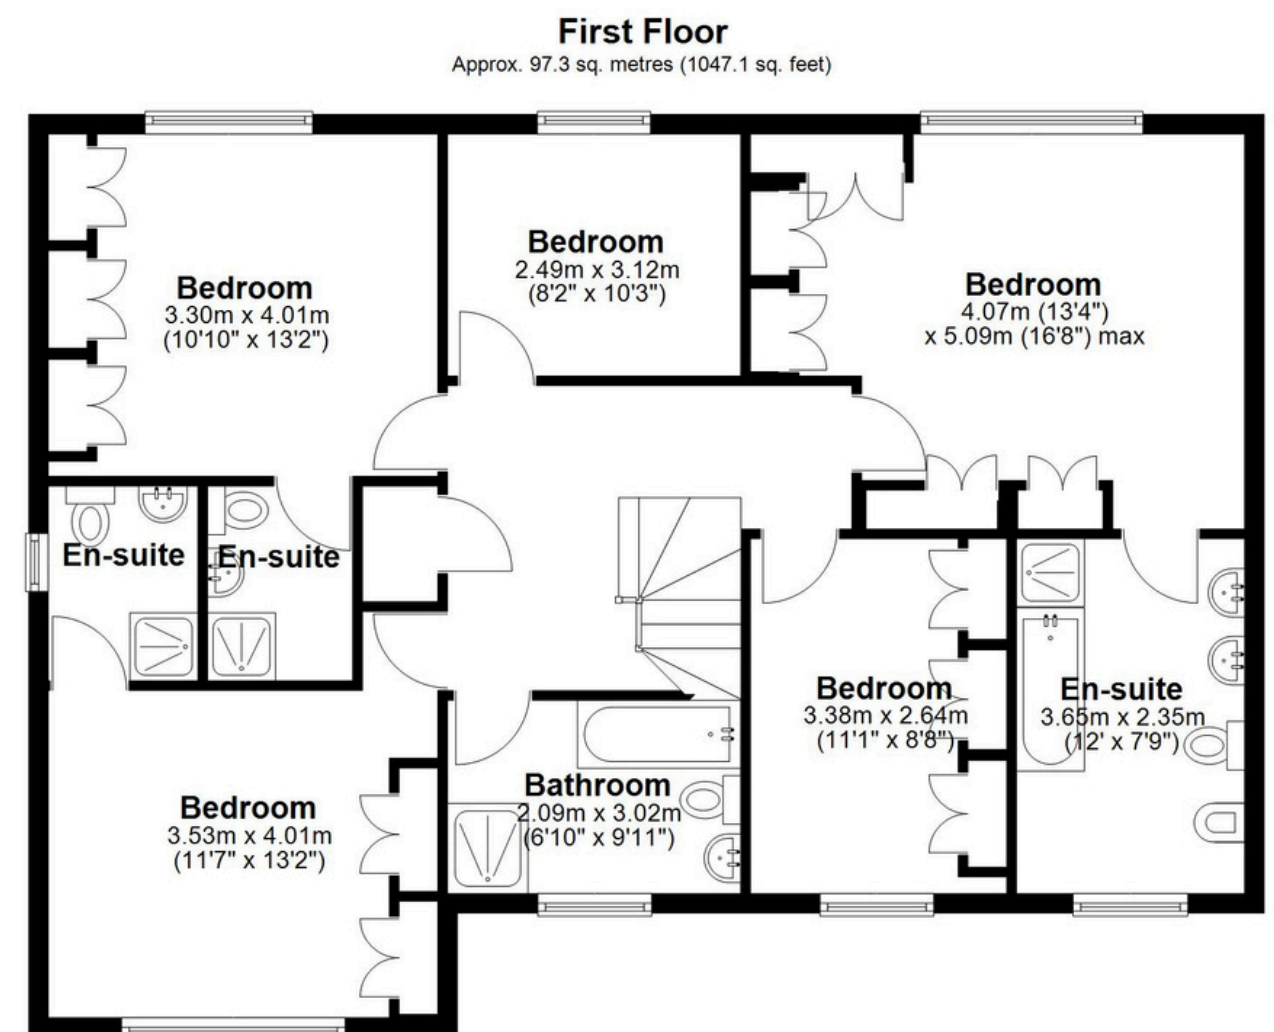 First Floor
Approx. 97.3 sq. metres (1047.1 sq. feet)
Bedroom
3.30m x 4.01m
(10'10" x 13'2")
Bedroom
2.49m x 3.12m
(8'2" x 10'3")
Bedroom
4.07m (13'4")
x 5.09m (16'8") max
En-suite
En-suite
Bedroom
3.53m x 4.01m
(11'7" x 13'2")
Bathroom
2.09m x 3.02m
(6'10" x 9'11")
Bedroom
3.38m x 2.64m
(11'1" x 8'8")
En-suite
3.65m x 2.35m
(12' x 7'9")